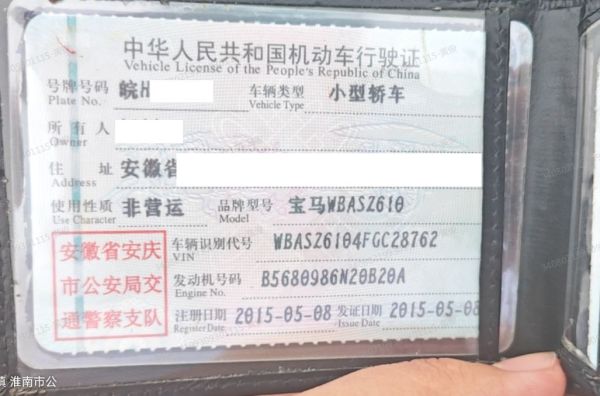 中华人民共和国机动车行驶证
Vehicle License of the People's Republic of China
号牌号码 皖H 车辆类型 小型轿车
Plate No. Vehicle Type
所有人
Owner
住址 安徽省
Address
使用性质 非营运 品牌型号 宝马WBASZ610
Use Character Model
安徽省安庆 车辆识别代号 WBASZ6104FGC28762
VIN
市公安局交 发动机号码 B5680986N20B20A
Engine No.
通警察支队 注册日期 2015-05-08 发证日期 2015-05-08
Register Date Issue Date
镇 淮南市公